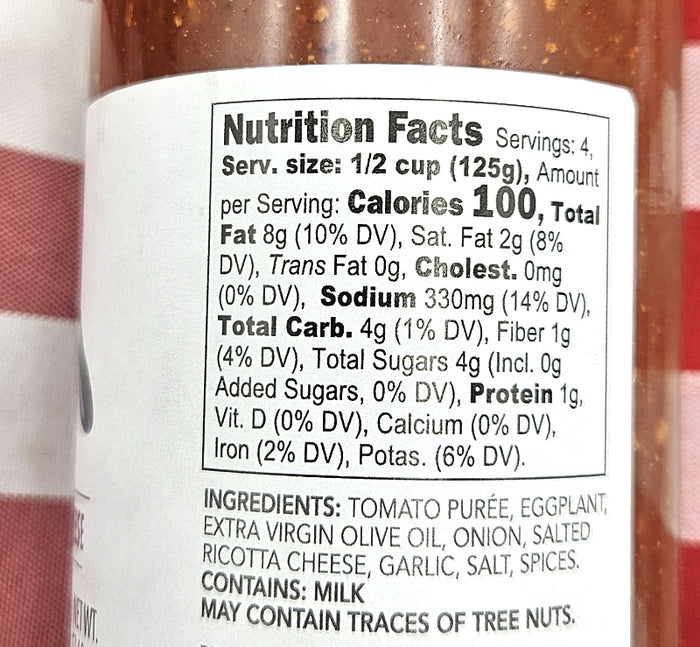 Nutrition Facts Servings: 4,
Serv. size: 1/2 cup (125g), Amount
per Serving: Calories 100, Total
Fat 8g (10% DV), Sat. Fat 2g (8%
DV), Trans Fat 0g, Cholest. 0mg
(0% DV), Sodium 330mg (14% DV),
Total Carb. 4g (1% DV), Fiber 1g
(4% DV), Total Sugars 4g (Incl. 0g
Added Sugars, 0% DV), Protein 1g,
Vit. D (0% DV), Calcium (0% DV),
Iron (2% DV), Potas. (6% DV).
INGREDIENTS: TOMATO PURÉE, EGGPLANT,
EXTRA VIRGIN OLIVE OIL, ONION, SALTED
RICOTTA CHEESE, GARLIC, SALT, SPICES.
CONTAINS: MILK
MAY CONTAIN TRACES OF TREE NUTS.
NET WT.